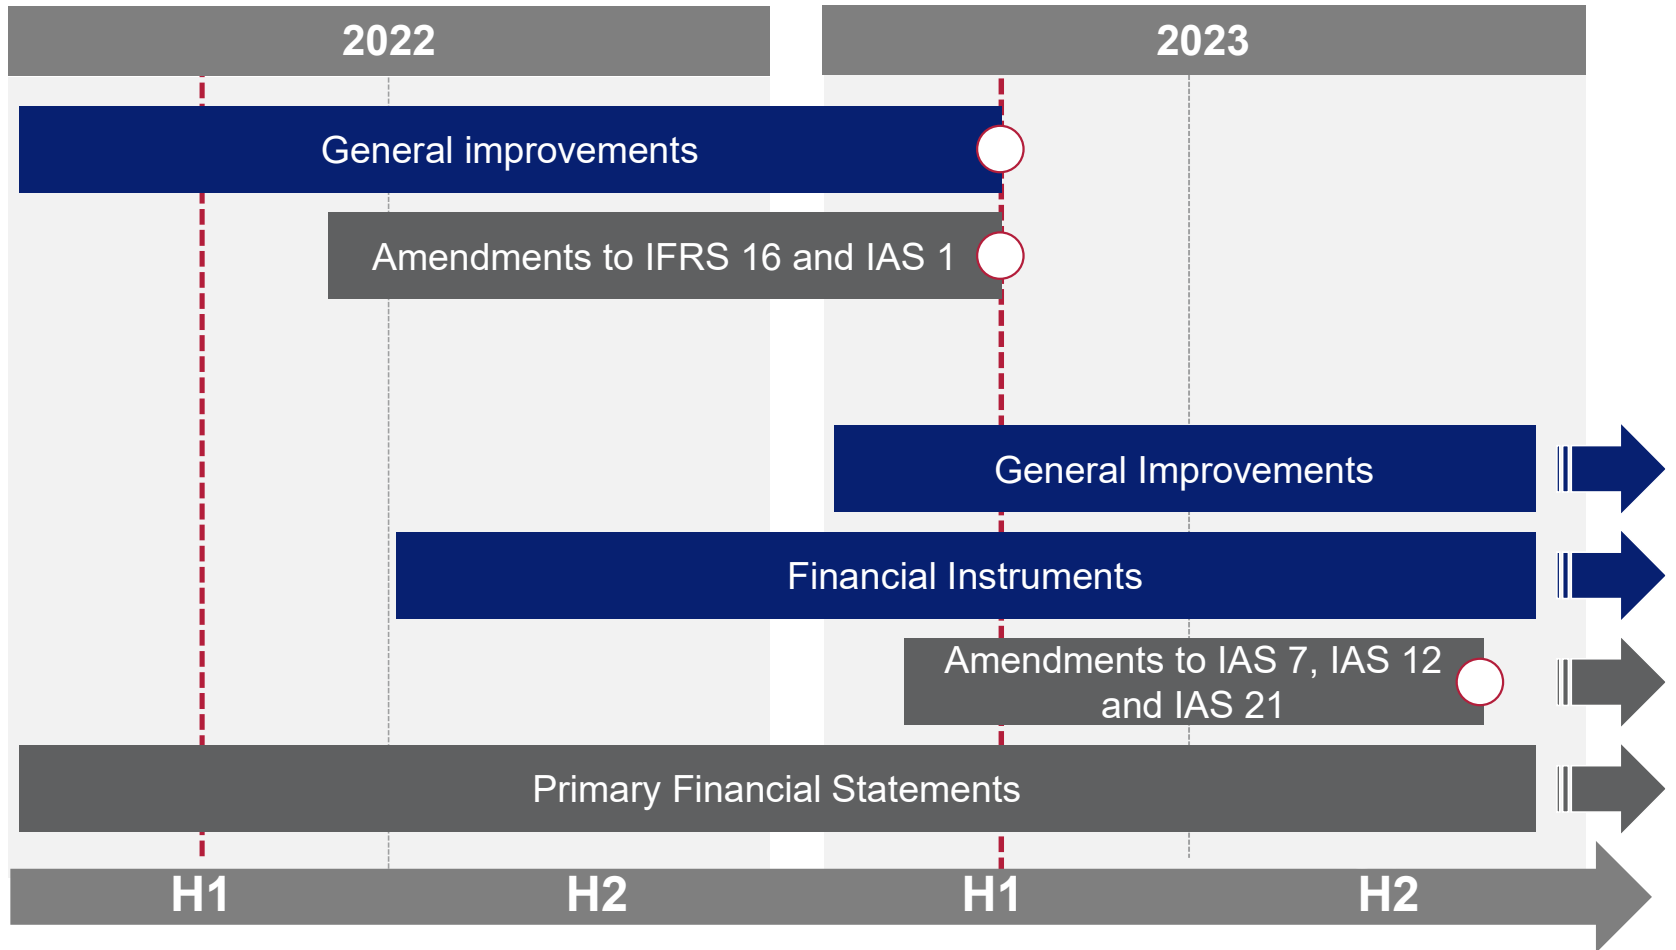 2022
2023
General improvements
Amendments to IFRS 16 and IAS 1
General Improvements
Financial Instruments
Amendments to IAS 7, IAS 12
and IAS 21
Primary Financial Statements
H1
H2
H1
H2